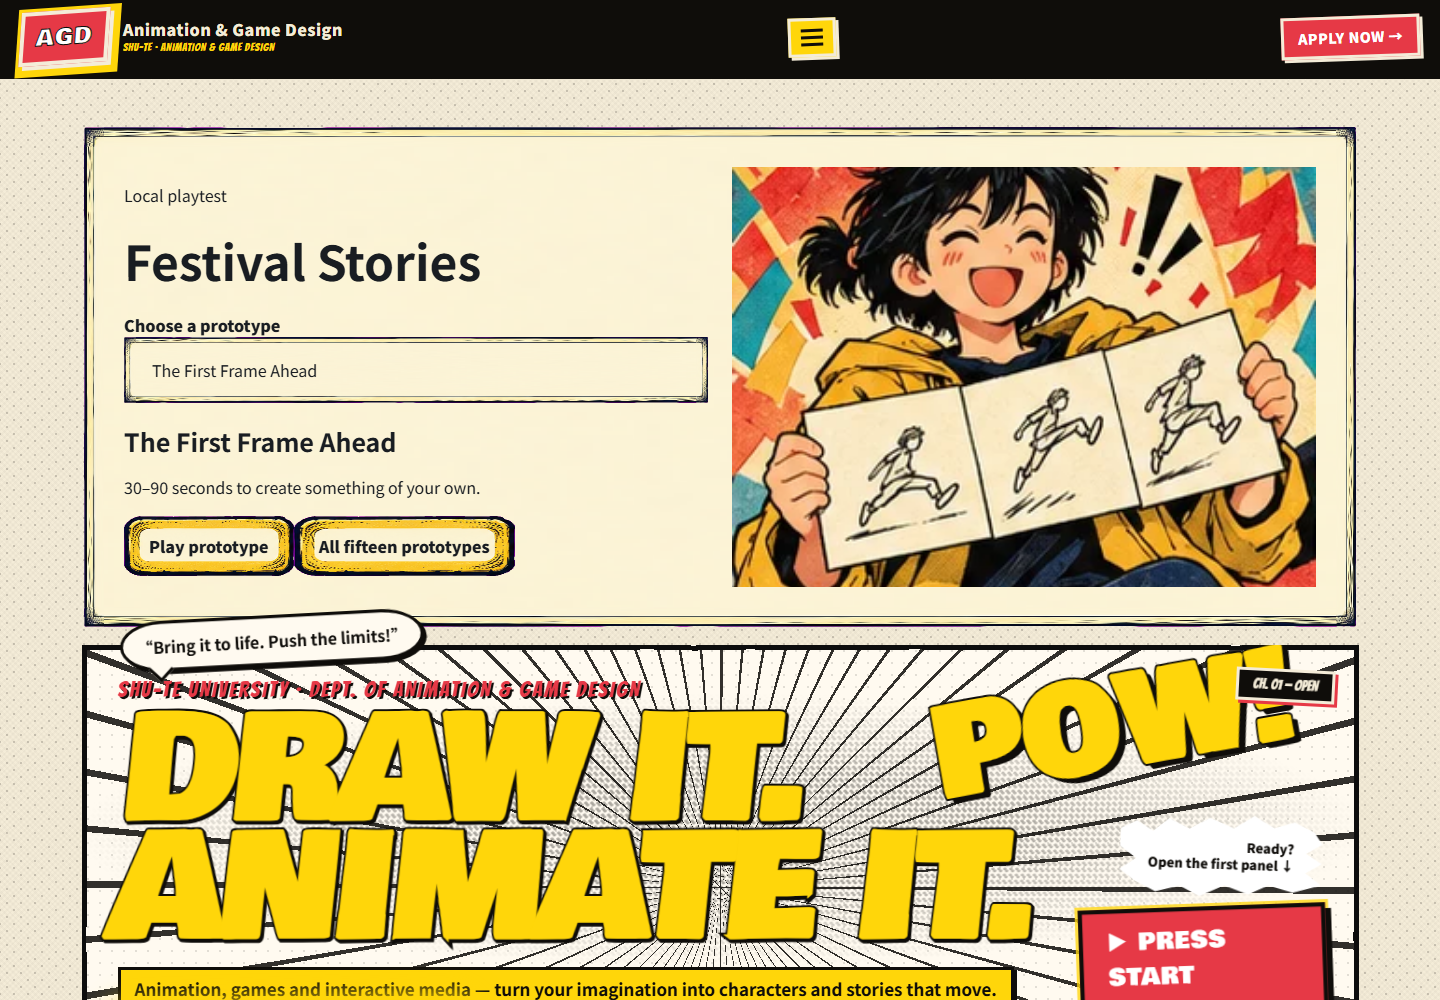 AGD
Animation & Game Design
SHU-TE · ANIMATION & GAME DESIGN
APPLY NOW →
Local playtest
Festival Stories
Choose a prototype
The First Frame Ahead
The First Frame Ahead
30–90 seconds to create something of your own.
Play prototype
All fifteen prototypes
!!
“Bring it to life. Push the limits!”
SHU-TE UNIVERSITY · DEPT. OF ANIMATION & GAME DESIGN
POW!
CH. 01 — OPEN
DRAW IT.
ANIMATE IT.
Ready?
Open the first panel ↓
▶ PRESS
START
Animation, games and interactive media — turn your imagination into characters and stories that move.